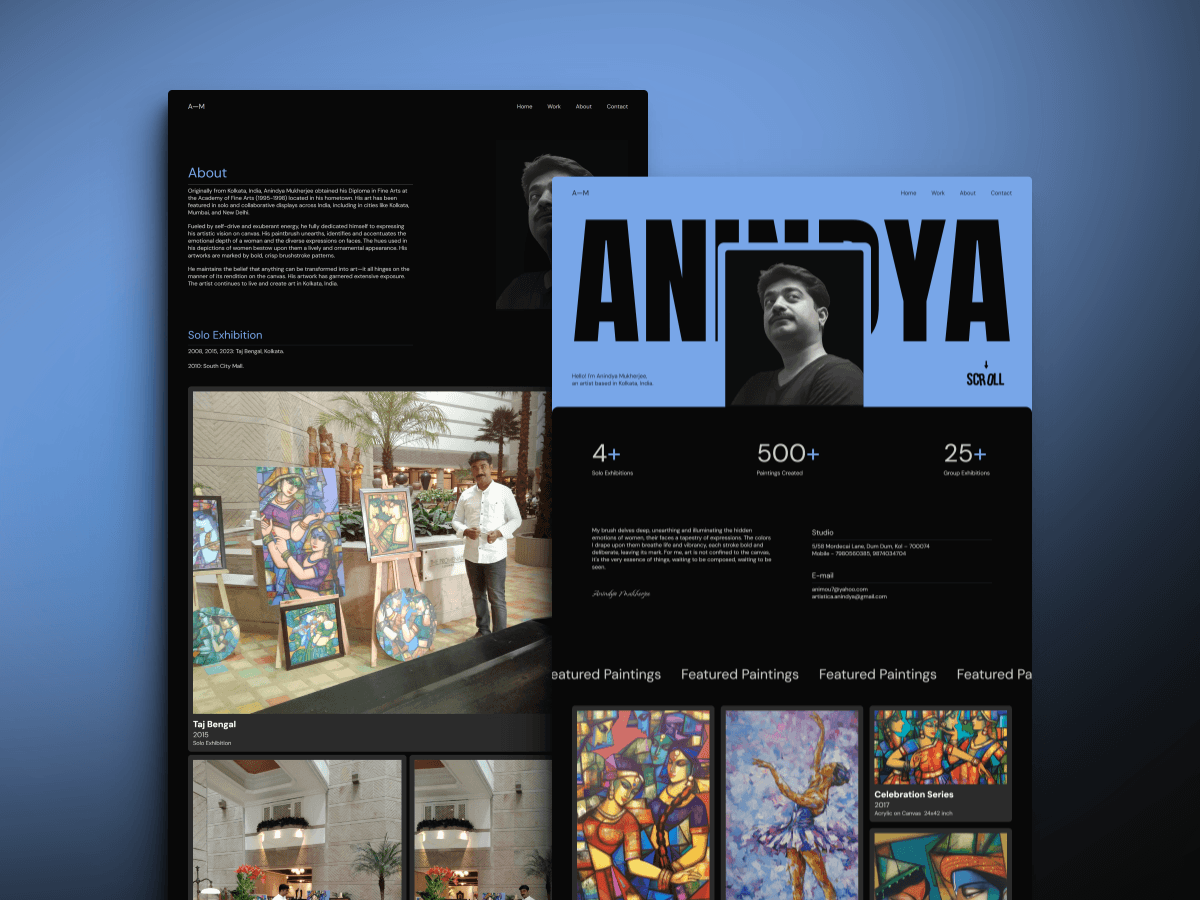 A—M
Home Work About Contact
About
Originally from Kolkata, India, Anindya Mukherjee obtained his Diploma in Fine Arts at
the Academy of Fine Arts (1995-1998) located in his hometown. His art has been
featured in solo and collaborative displays across India, including in cities like Kolkata,
Mumbai, and New Delhi.
Fueled by self-drive and exuberant energy, he fully dedicated himself to expressing
his artistic vision on canvas. His paintbrush unearths, identifies and accentuates the
emotional depth of a woman and the diverse expressions on faces. The hues used in
his depictions of women bestow upon them a lively and ornamental appearance. His
artworks are marked by bold, crisp brushstroke patterns.
He maintains the belief that anything can be transformed into art—it all hinges on the
manner of its rendition on the canvas. His artwork has garnered extensive exposure.
The artist continues to live and create art in Kolkata, India.
Solo Exhibition
2008, 2015, 2023: Taj Bengal, Kolkata.
2010: South City Mall.
Taj Bengal
2015
Solo Exhibition
A—M
Home Work About Contact
ANINDYA
Hello! I'm Anindya Mukherjee,
an artist based in Kolkata, India.
SCROLL
4+ 500+ 25+
Solo Exhibitions Paintings Created Group Exhibitions
My brush delves deep, unearthing and illuminating the hidden
emotions of women, their faces a tapestry of expressions. The colors
I drape upon them breathe life and vibrancy, each stroke bold and
deliberate, leaving its mark. For me, art is not confined to the canvas,
it's the very essence of things, waiting to be composed, waiting to be
seen.
Anindya Mukherjee
Studio
5/58 Mordecai Lane, Dum Dum, Kol – 700074
Mobile – 7980560385, 9874034704
E-mail
animou7@yahoo.com
artistica.anindya@gmail.com
eatured Paintings Featured Paintings Featured Paintings Featured Pa
Celebration Series
2017
Acrylic on Canvas 24x42 inch